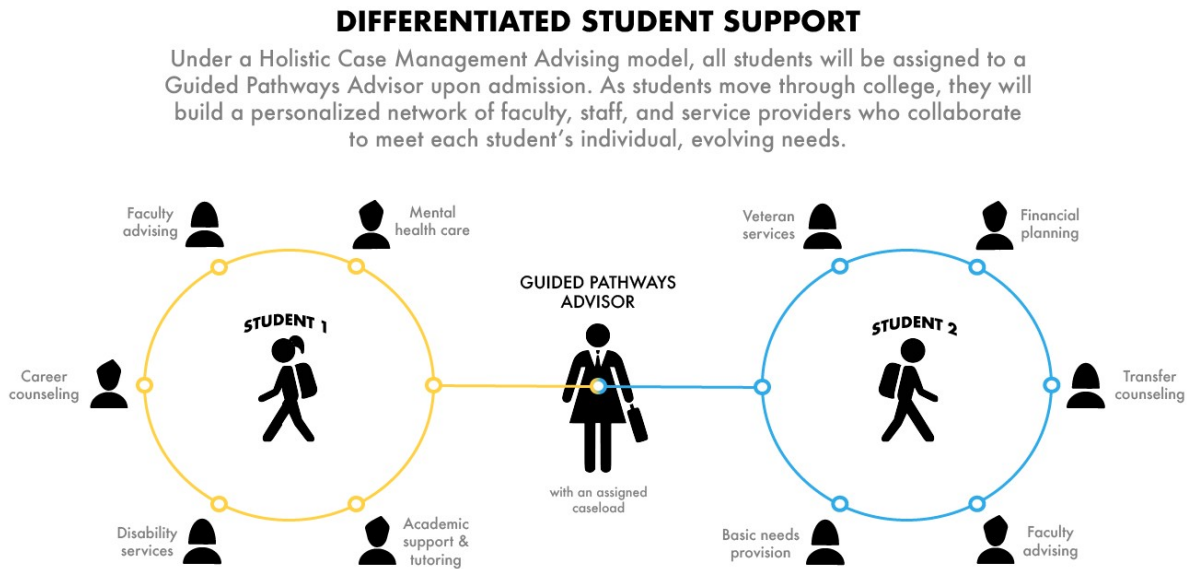 DIFFERENTIATED STUDENT SUPPORT
Under a Holistic Case Management Advising model, all students will be assigned to a
Guided Pathways Advisor upon admission. As students move through college, they will
build a personalized network of faculty, staff, and service providers who collaborate
to meet each student's individual, evolving needs.
Faculty
advising
Mental
health care
STUDENT 1
Career
counseling
Disability
services
Academic
support &
tutoring
GUIDED PATHWAYS
ADVISOR
with an assigned
caseload
Veteran
services
Financial
planning
STUDENT 2
Transfer
counseling
Basic needs
provision
Faculty
advising